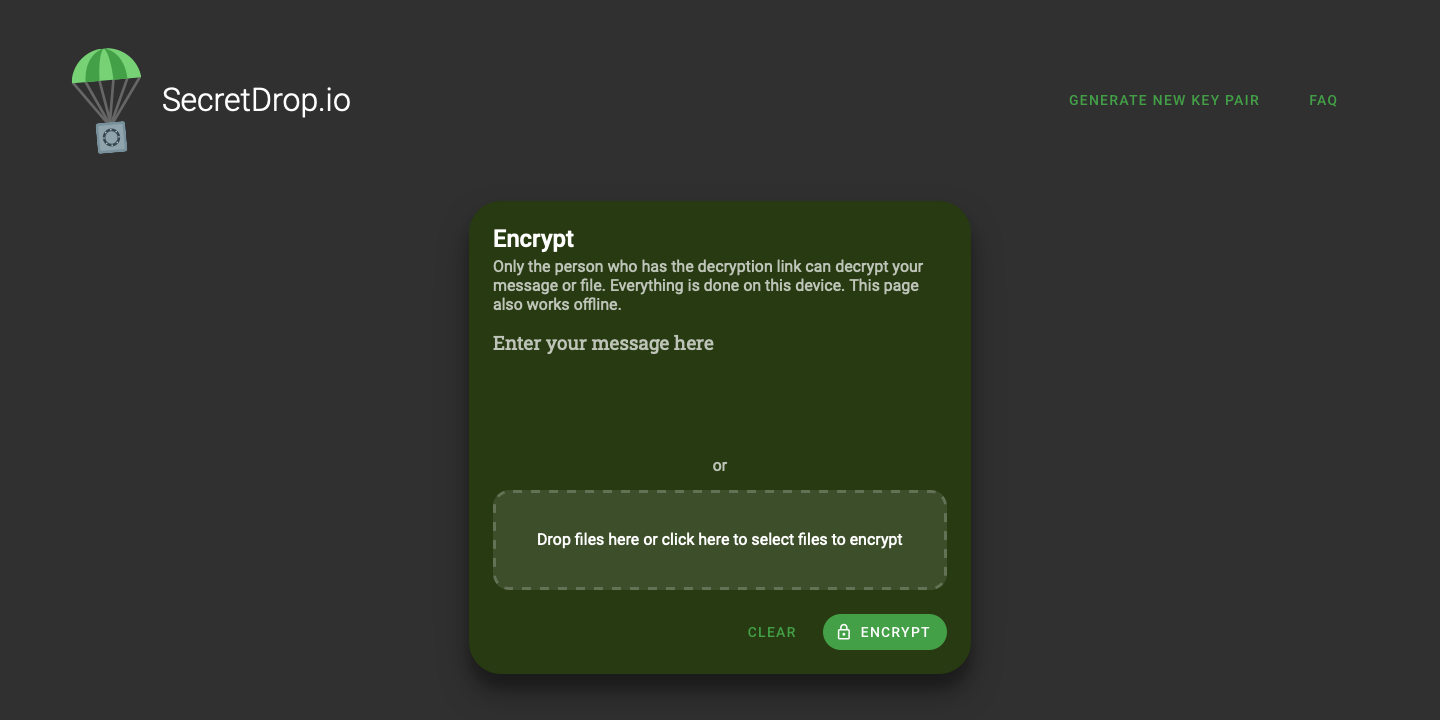 SecretDrop.io
GENERATE NEW KEY PAIR
FAQ
Encrypt
Only the person who has the decryption link can decrypt your
message or file. Everything is done on this device. This page
also works offline.
Enter your message here
or
Drop files here or click here to select files to encrypt
CLEAR
ENCRYPT